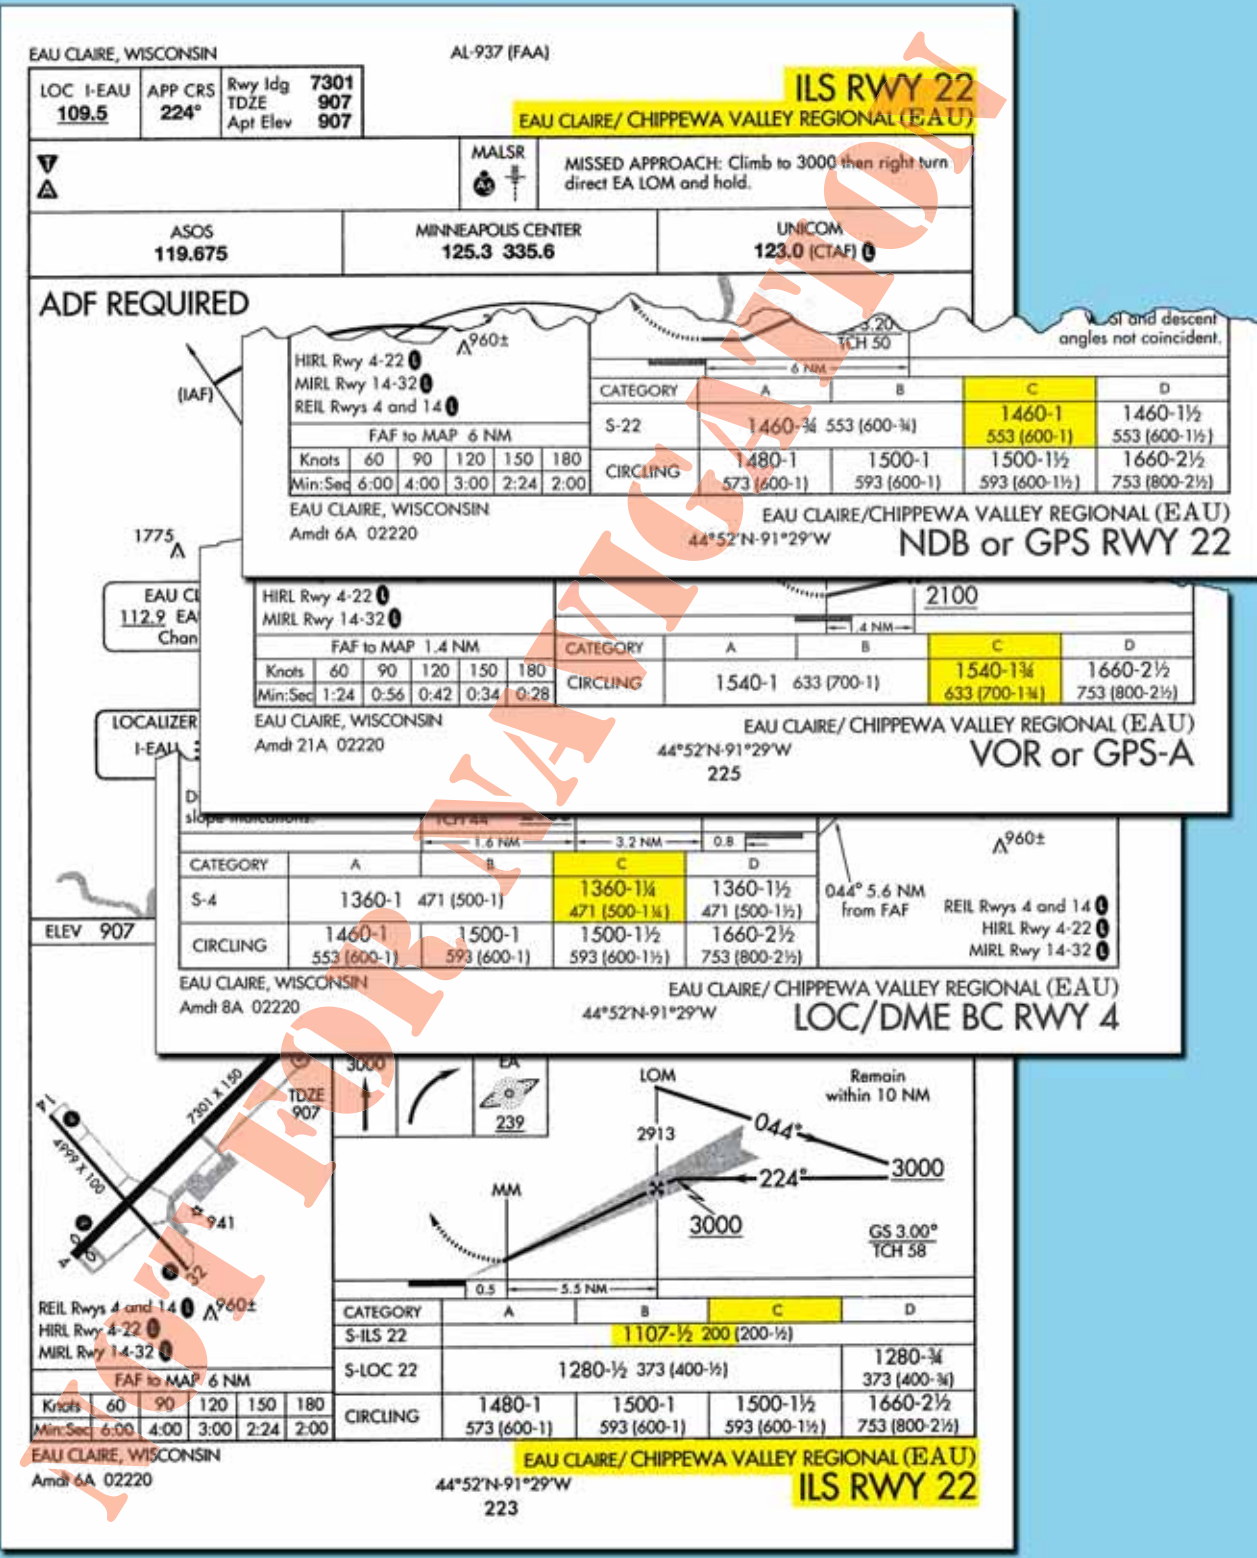 EAU CLAIRE, WISCONSIN
AL-937 (FAA)
LOC I-EAU
109.5
APP CRS
224°
Rwy Idg 7301
TDZE 907
Apt Elev 907
ILS RWY 22
EAU CLAIRE/ CHIPPEWA VALLEY REGIONAL (EAU)
T
A
MALSR
MISSED APPROACH: Climb to 3000 then right turn
direct EA LOM and hold.
ASOS
119.675
MINNEAPOLIS CENTER
125.3 335.6
UNICOM
123.0 (CTAF) L
ADF REQUIRED
(IAF)
HIRL Rwy 4-22 L
MIRL Rwy 14-32 L
REIL Rwys 4 and 14 L
960±
TCH 50
and descent
angles not coincident.
6 NM
FAF to MAP 6 NM
Knots 60 90 120 150 180
Min:Sec 6:00 4:00 3:00 2:24 2:00
CATEGORY A B C D
S-22 1460-¾ 553 (600-¾) 1460-1 553 (600-1) 1460-1½ 553 (600-1½)
CIRCLING 1480-1 573 (600-1) 1500-1 593 (600-1) 1500-1½ 593 (600-1½) 1660-2½ 753 (800-2½)
EAU CLAIRE, WISCONSIN
Amdt 6A 02220
44°52'N-91°29'W
EAU CLAIRE/CHIPPEWA VALLEY REGIONAL (EAU)
NDB or GPS RWY 22
1775
EAU CL
112.9 EA
Chan
HIRL Rwy 4-22 L
MIRL Rwy 14-32 L
2100
1.4 NM
FAF to MAP 1.4 NM
Knots 60 90 120 150 180
Min:Sec 1:24 0:56 0:42 0:34 0:28
CATEGORY A B C D
CIRCLING 1540-1 633 (700-1) 1540-1¾ 633 (700-1¾) 1660-2½ 753 (800-2½)
EAU CLAIRE, WISCONSIN
Amdt 21A 02220
44°52'N-91°29'W
225
EAU CLAIRE/ CHIPPEWA VALLEY REGIONAL (EAU)
VOR or GPS-A
LOCALIZER
I-EAU
slope indications.
TCH 44
1.6 NM 3.2 NM 0.8
CATEGORY A B C D
S-4 1360-1 471 (500-1) 1360-1¼ 471 (500-1¼) 1360-1½ 471 (500-1½)
CIRCLING 1460-1 553 (600-1) 1500-1 593 (600-1) 1500-1½ 593 (600-1½) 1660-2½ 753 (800-2½)
960±
044° 5.6 NM
from FAF
REIL Rwys 4 and 14 L
HIRL Rwy 4-22 L
MIRL Rwy 14-32 L
EAU CLAIRE, WISCONSIN
Amdt 8A 02220
44°52'N-91°29'W
EAU CLAIRE/ CHIPPEWA VALLEY REGIONAL (EAU)
LOC/DME BC RWY 4
ELEV 907
7301 X 150
4999 X 100
TDZE
907
14
4
32
941
REIL Rwys 4 and 14 L
960±
HIRL Rwy 4-22 L
MIRL Rwy 14-32 L
FAF to MAP 6 NM
Knots 60 90 120 150 180
Min:Sec 6:00 4:00 3:00 2:24 2:00
3000
EA
239
LOM
Remain
within 10 NM
2913
044°
3000
224°
MM
3000
GS 3.00°
TCH 58
0.5 5.5 NM
CATEGORY A B C D
S-ILS 22 1107-½ 200 (200-½)
S-LOC 22 1280-½ 373 (400-½) 1280-¾ 373 (400-¾)
CIRCLING 1480-1 573 (600-1) 1500-1 593 (600-1) 1500-1½ 593 (600-1½) 1660-2½ 753 (800-2½)
EAU CLAIRE, WISCONSIN
Amdt 6A 02220
44°52'N-91°29'W
223
EAU CLAIRE/ CHIPPEWA VALLEY REGIONAL (EAU)
ILS RWY 22
NOT FOR NAVIGATION